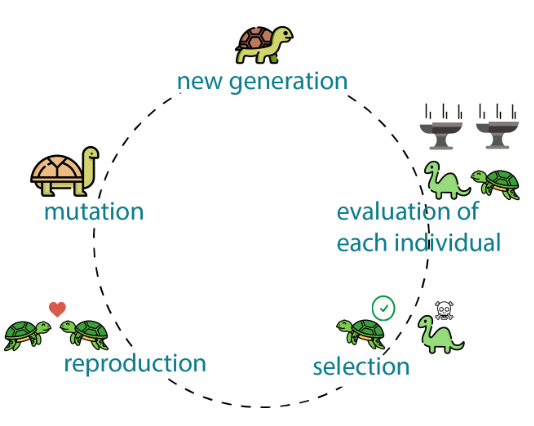 new generation
evaluation of
each individual
selection
reproduction
mutation